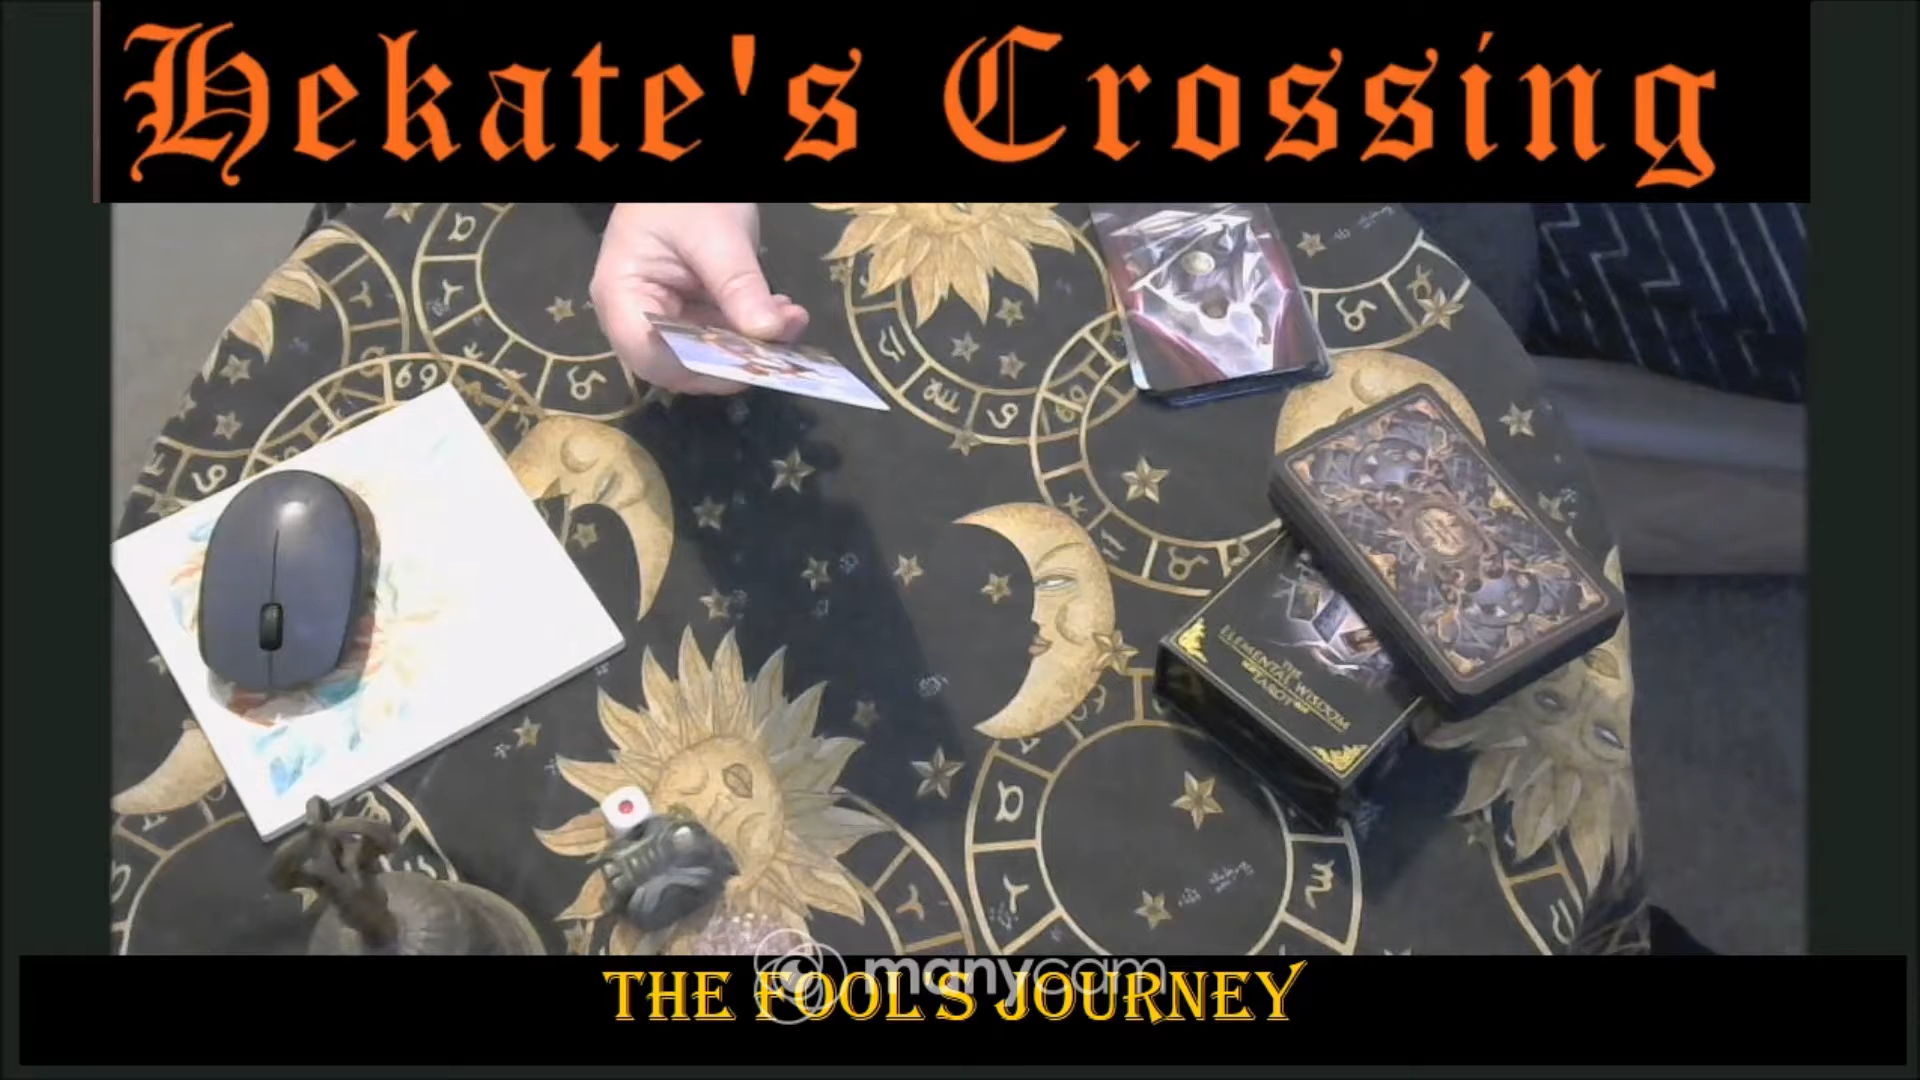 Hekate's Crossing
THE
ELEMENTAL WISDOM
TAROT
manycam
THE FOOL'S JOURNEY